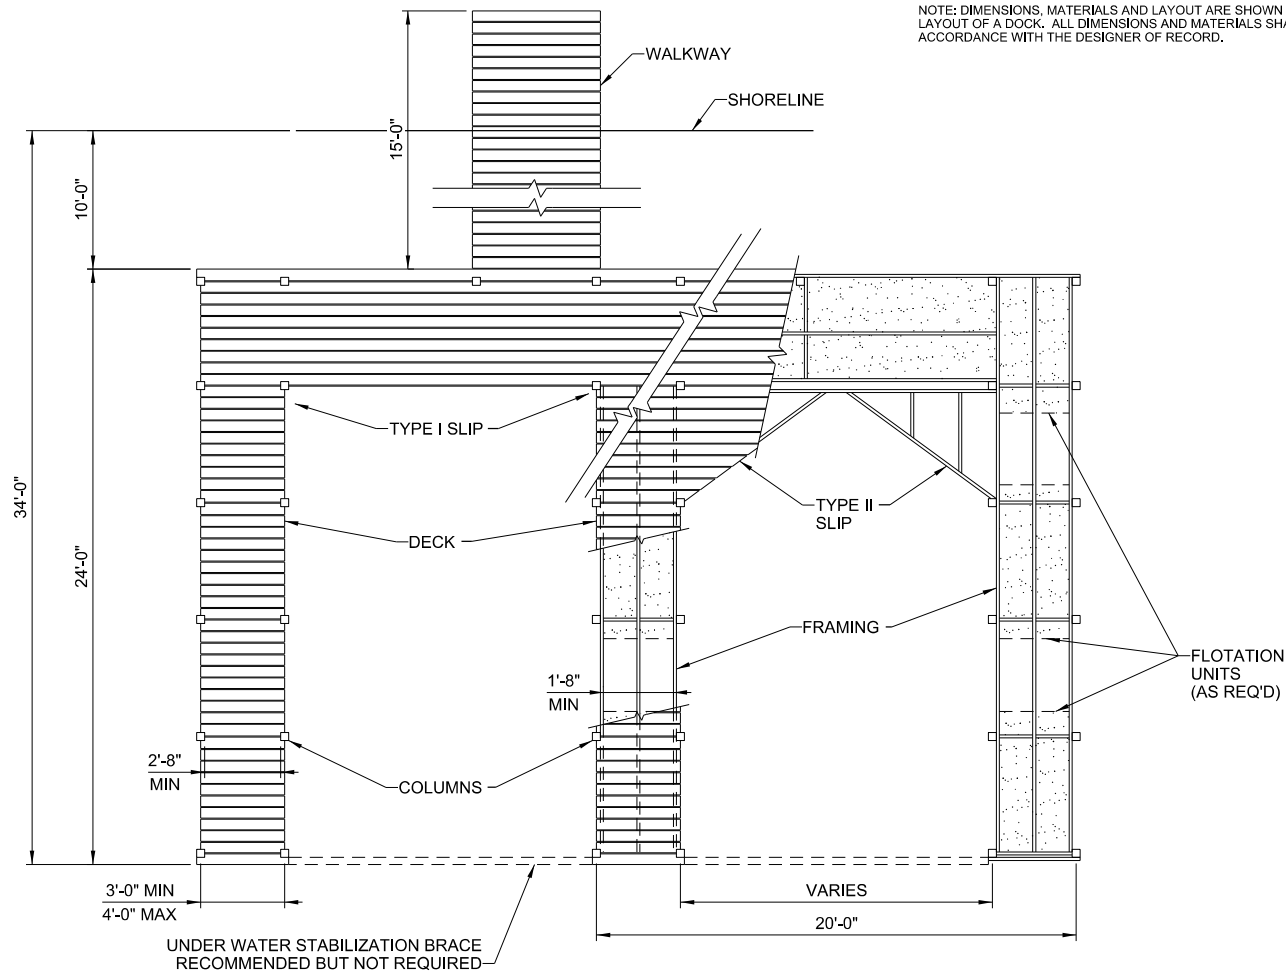 NOTE: DIMENSIONS, MATERIALS AND LAYOUT ARE SHOWN
LAYOUT OF A DOCK. ALL DIMENSIONS AND MATERIALS SHA
ACCORDANCE WITH THE DESIGNER OF RECORD.
WALKWAY
SHORELINE
15'-0"
10'-0"
34'-0"
24'-0"
TYPE I SLIP
TYPE II
SLIP
DECK
FRAMING
FLOTATION
UNITS
(AS REQ'D)
1'-8"
MIN
2'-8"
MIN
COLUMNS
3'-0" MIN
4'-0" MAX
VARIES
20'-0"
UNDER WATER STABILIZATION BRACE
RECOMMENDED BUT NOT REQUIRED